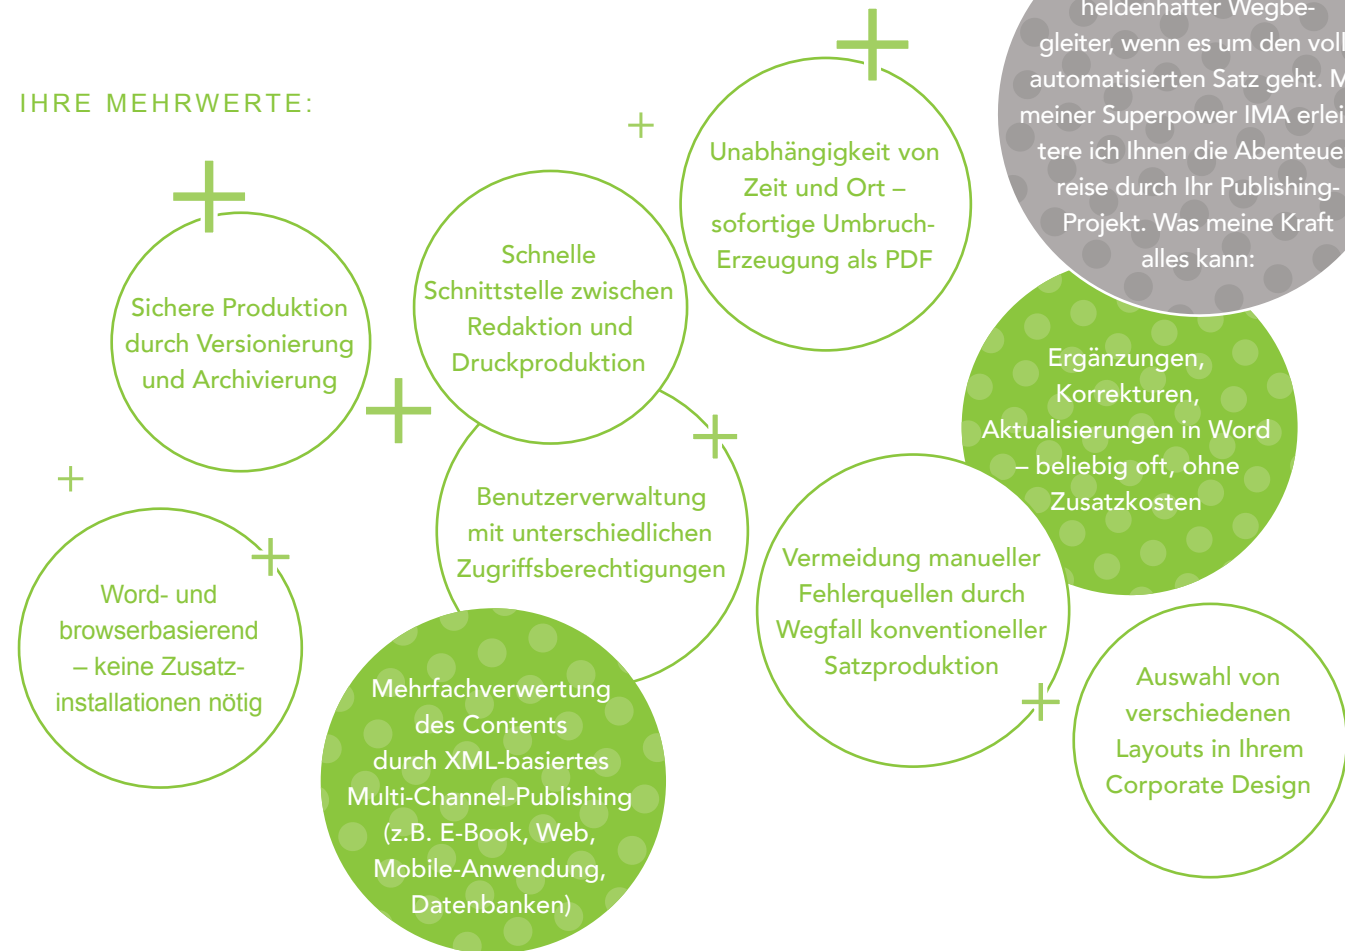 IHRE MEHRWERTE:
Sichere Produktion
durch Versionierung
und Archivierung
Schnelle
Schnittstelle zwischen
Redaktion und
Druckproduktion
Unabhängigkeit von
Zeit und Ort –
sofortige Umbruch-
Erzeugung als PDF
heldenhafter Wegbe-
gleiter, wenn es um den voll
automatisierten Satz geht. M
meiner Superpower IMA erlei
tere ich Ihnen die Abenteue
reise durch Ihr Publishing-
Projekt. Was meine Kraft
alles kann:
Ergänzungen,
Korrekturen,
Aktualisierungen in Word
– beliebig oft, ohne
Zusatzkosten
Benutzerverwaltung
mit unterschiedlichen
Zugriffsberechtigungen
Vermeidung manueller
Fehlerquellen durch
Wegfall konventioneller
Satzproduktion
Word- und
browserbasierend
– keine Zusatz-
installationen nötig
Mehrfachverwertung
des Contents
durch XML-basiertes
Multi-Channel-Publishing
(z.B. E-Book, Web,
Mobile-Anwendung,
Datenbanken)
Auswahl von
verschiedenen
Layouts in Ihrem
Corporate Design